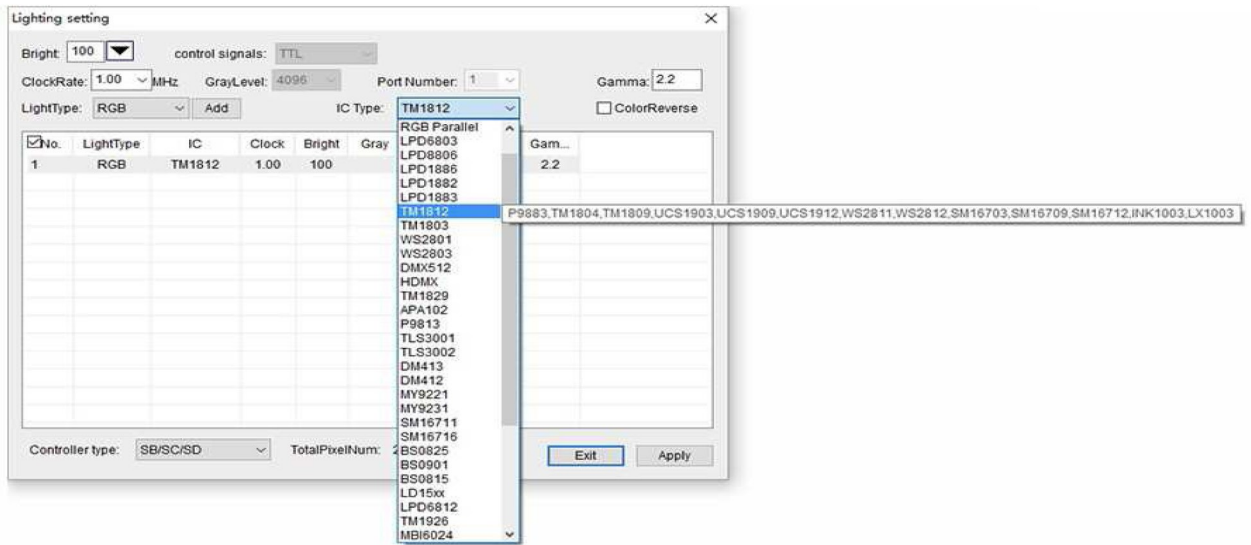 Lighting setting
Bright: 100 control signals: TTL
ClockRate: 1.00 MHz GrayLevel: 4096 Port Number: 1 Gamma: 2.2
LightType: RGB Add IC Type: TM1812 ColorReverse
No. LightType IC Clock Bright Gray Gam...
1 RGB TM1812 1.00 100 2.2
RGB Parallel
LPD6803
LPD8806
LPD1886
LPD1882
LPD1883
TM1812 P9883,TM1804,TM1809,UCS1903,UCS1909,UCS1912,WS2811,WS2812,SM16703,SM16709,SM16712,INK1003,LX1003
TM1803
WS2801
WS2803
DMX512
HDMX
TM1829
APA102
P9813
TLS3001
TLS3002
DM413
DM412
MY9221
MY9231
SM16711
SM16716
BS0825
BS0901
BS0815
LD15xx
LPD6812
TM1926
MBI6024
Controller type: SB/SC/SD TotalPixelNum: Exit Apply